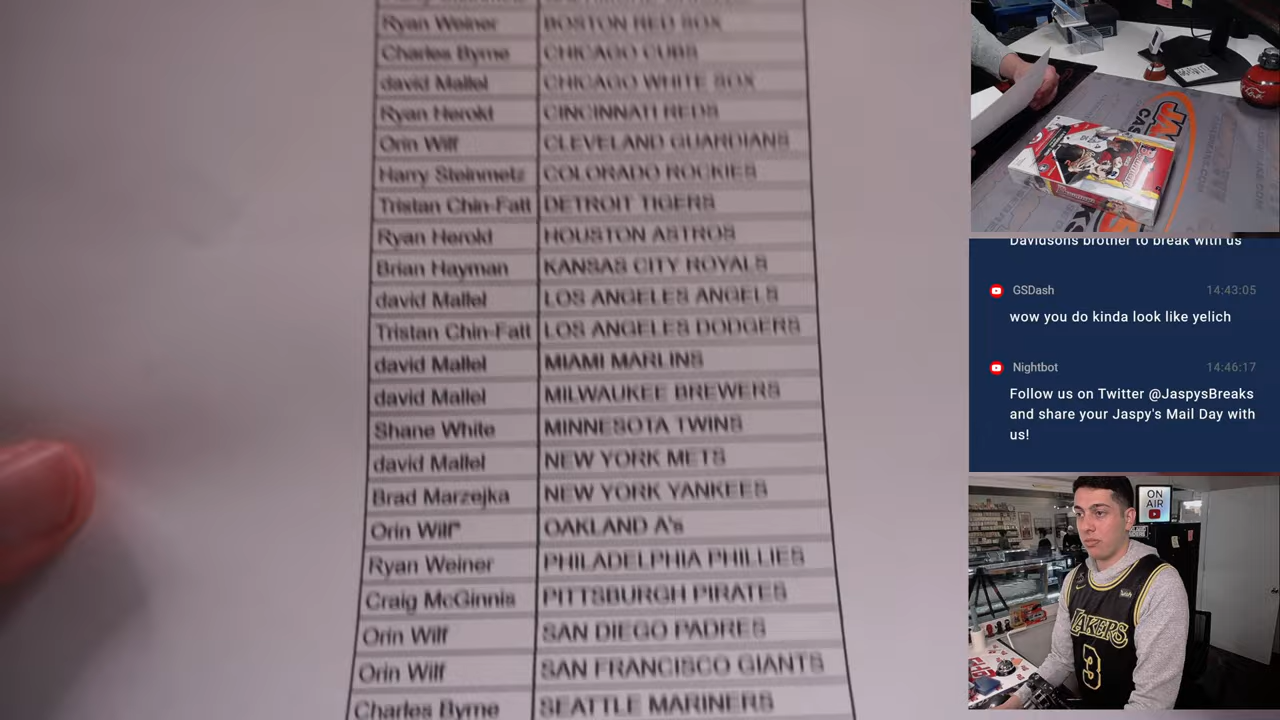 Ryan Weiner BOSTON RED SOX
Charles Byrne CHICAGO CUBS
david Mallel CHICAGO WHITE SOX
Ryan Herold CINCINNATI REDS
Orin Wilf CLEVELAND GUARDIANS
Harry Steinmetz COLORADO ROCKIES
Tristan Chin-Fatt DETROIT TIGERS
Ryan Herold HOUSTON ASTROS
Brian Hayman KANSAS CITY ROYALS
david Mallel LOS ANGELES ANGELS
Tristan Chin-Fatt LOS ANGELES DODGERS
david Mallel MIAMI MARLINS
david Mallel MILWAUKEE BREWERS
Shane White MINNESOTA TWINS
david Mallel NEW YORK METS
Brad Marzejka NEW YORK YANKEES
Orin Wilf* OAKLAND A's
Ryan Weiner PHILADELPHIA PHILLIES
Craig McGinnis PITTSBURGH PIRATES
Orin Wilf SAN DIEGO PADRES
Orin Wilf SAN FRANCISCO GIANTS
Charles Byrne SEATTLE MARINERS
Davidsons brother to break with us
GSDash 14:43:05
wow you do kinda look like yelich
Nightbot 14:46:17
Follow us on Twitter @JaspysBreaks
and share your Jaspy's Mail Day with
us!
ON
AIR
LAKERS
3